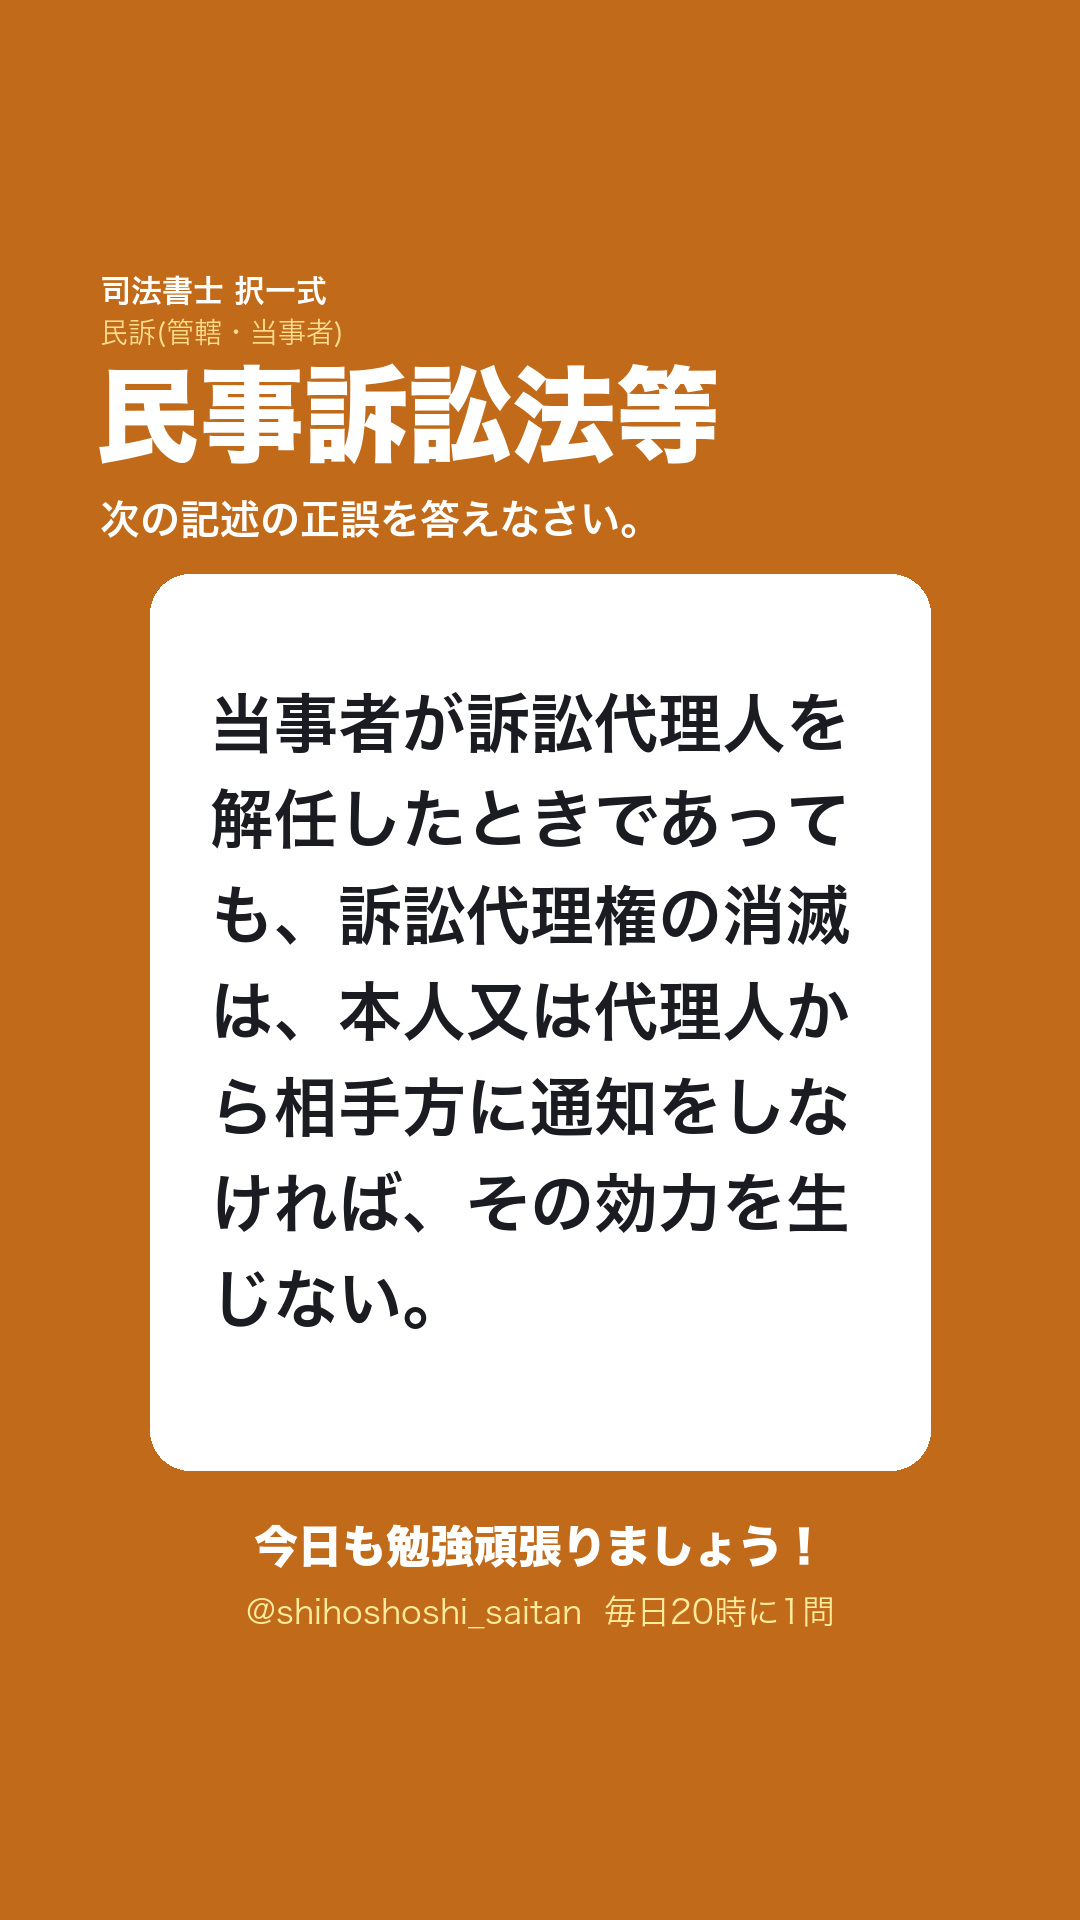 司法書士 択一式
民訴(管轄・当事者)
民事訴訟法等
次の記述の正誤を答えなさい。
当事者が訴訟代理人を
解任したときであって
も、訴訟代理権の消滅
は、本人又は代理人か
ら相手方に通知をしな
ければ、その効力を生
じない。
今日も勉強頑張りましょう！
@shihoshoshi_saitan 毎日20時に1問